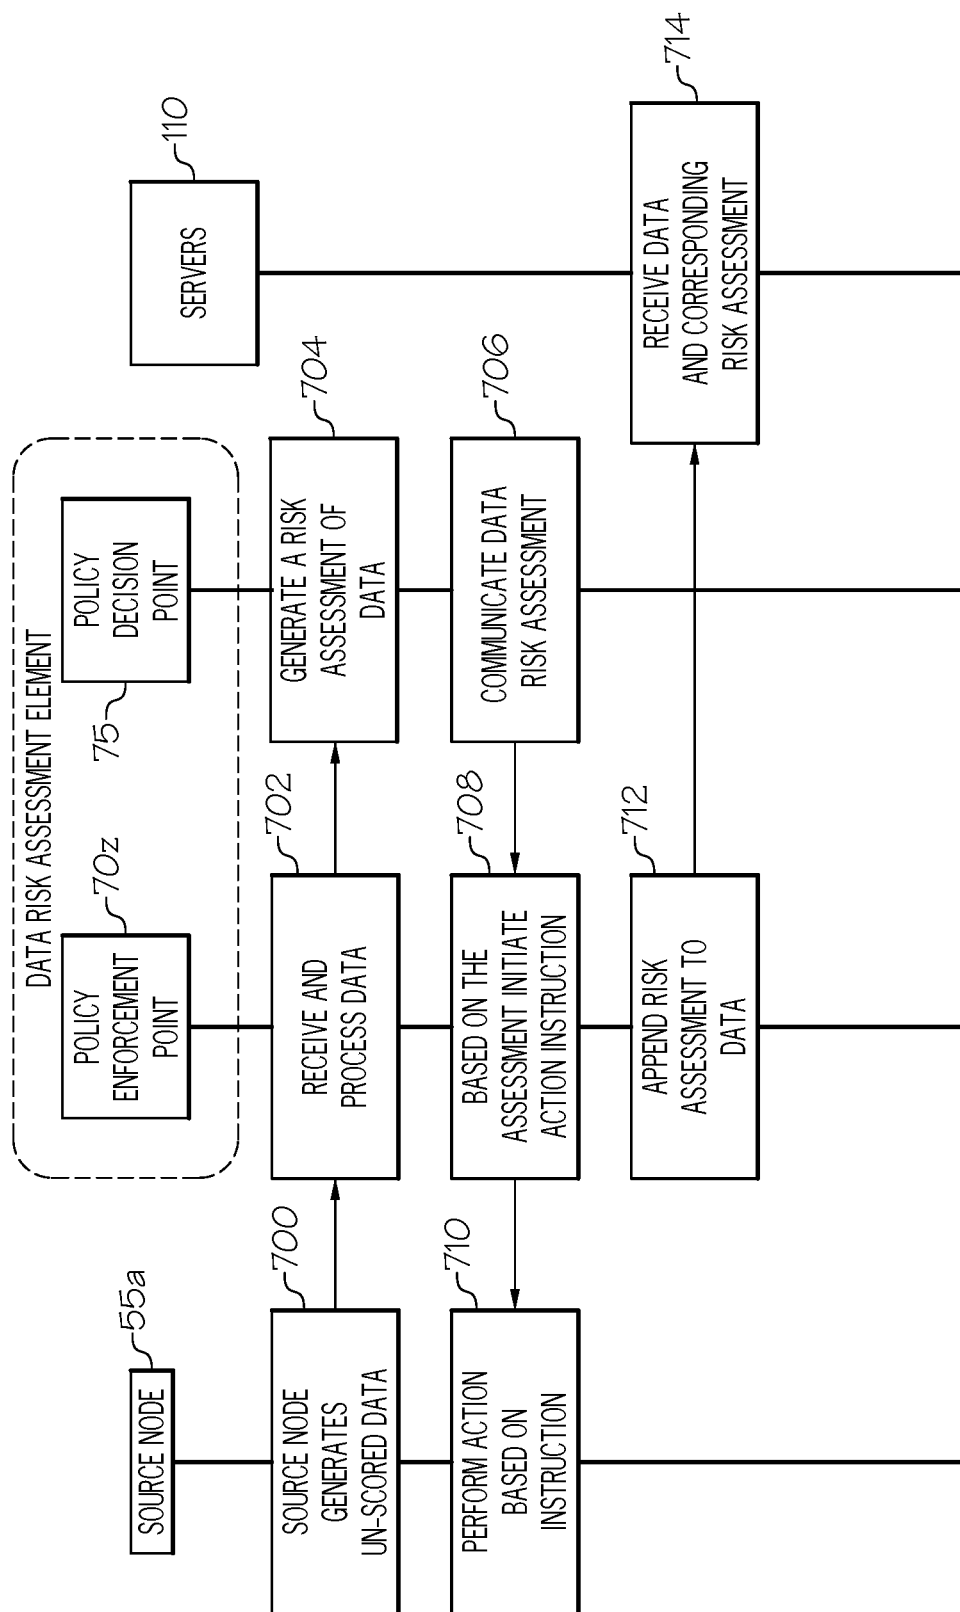 DATA RISK ASSESSMENT ELEMENT
SOURCE NODE
55a
POLICY
ENFORCEMENT
POINT
70z
POLICY
DECISION
POINT
75
SERVERS
110
SOURCE NODE
GENERATES
UN-SCORED DATA
700
RECEIVE AND
PROCESS DATA
702
GENERATE A RISK
ASSESSMENT OF
DATA
704
PERFORM ACTION
BASED ON
INSTRUCTION
710
BASED ON THE
ASSESSMENT INITIATE
ACTION INSTRUCTION
708
COMMUNICATE DATA
RISK ASSESSMENT
706
APPEND RISK
ASSESSMENT TO
DATA
712
RECEIVE DATA
AND CORRESPONDING
RISK ASSESSMENT
714